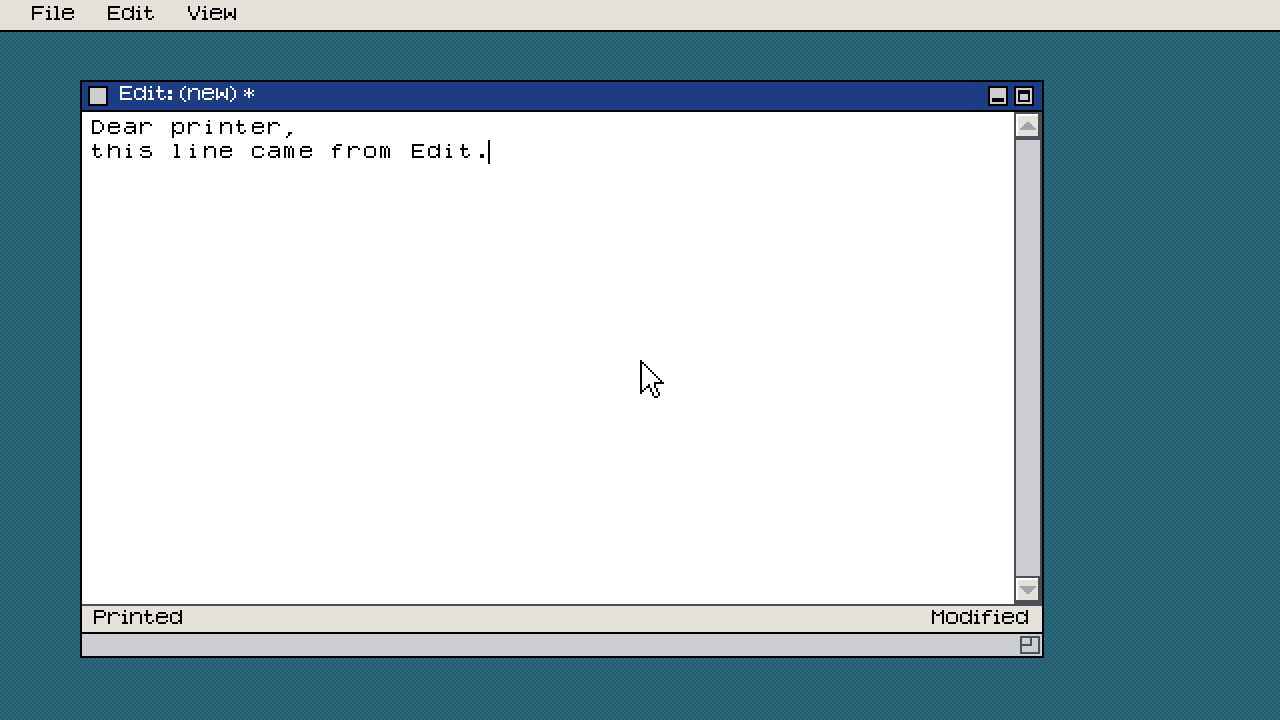 File Edit View
Edit: (new) *
Dear printer,
this line came from Edit.
Printed Modified